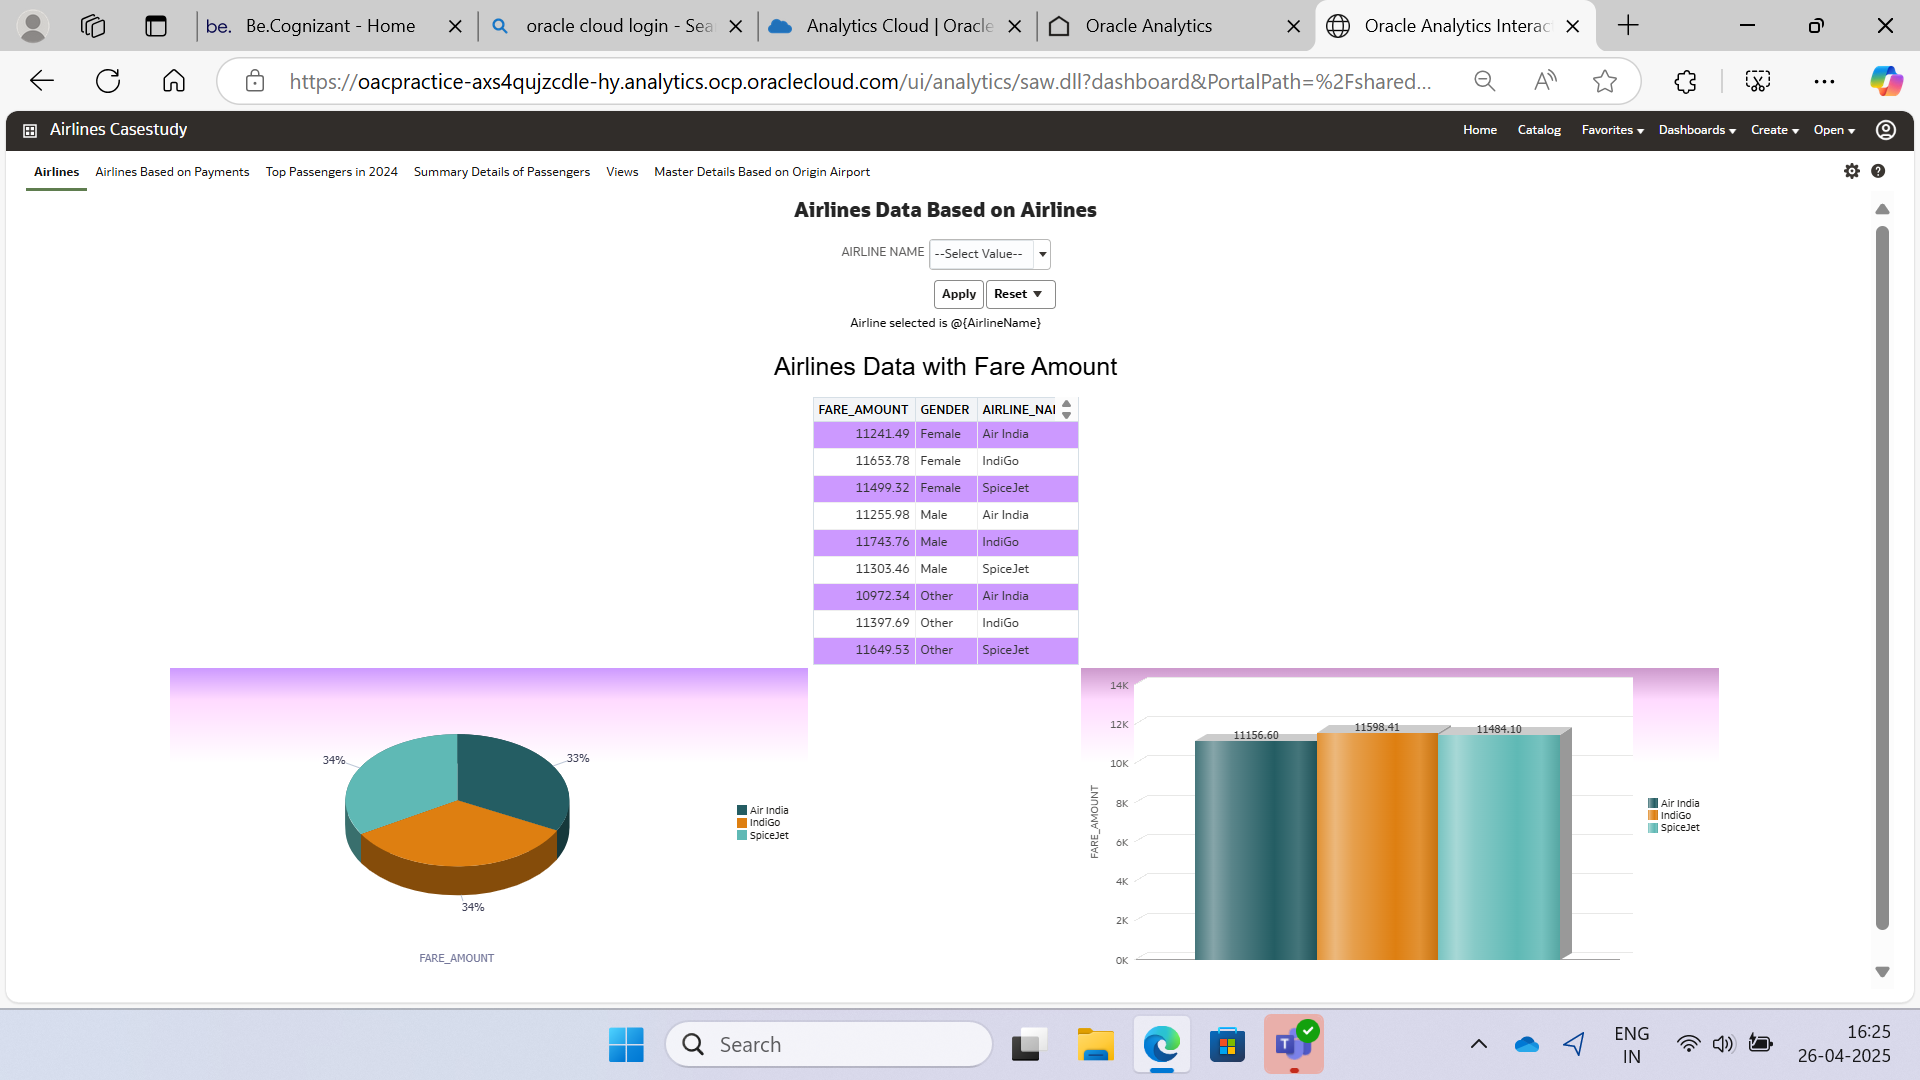 be. Be.Cognizant - Home
oracle cloud login - Sea
Analytics Cloud | Oracle
Oracle Analytics
Oracle Analytics Interac
https://oacpractice-axs4qujzcdle-hy.analytics.ocp.oraclecloud.com/ui/analytics/saw.dll?dashboard&PortalPath=%2Fshared...
Airlines Casestudy
Home Catalog Favorites Dashboards Create Open
Airlines Airlines Based on Payments Top Passengers in 2024 Summary Details of Passengers Views Master Details Based on Origin Airport
Airlines Data Based on Airlines
AIRLINE NAME --Select Value--
Apply Reset
Airline selected is @{AirlineName}
Airlines Data with Fare Amount
FARE_AMOUNT GENDER AIRLINE_NAI
11241.49 Female Air India
11653.78 Female IndiGo
11499.32 Female SpiceJet
11255.98 Male Air India
11743.76 Male IndiGo
11303.46 Male SpiceJet
10972.34 Other Air India
11397.69 Other IndiGo
11649.53 Other SpiceJet
34%
33%
34%
FARE_AMOUNT
Air India
IndiGo
SpiceJet
14K
12K
10K
8K
6K
4K
2K
0K
FARE_AMOUNT
11156.60
11598.41
11484.10
Air India
IndiGo
SpiceJet
Search
ENG
IN
16:25
26-04-2025